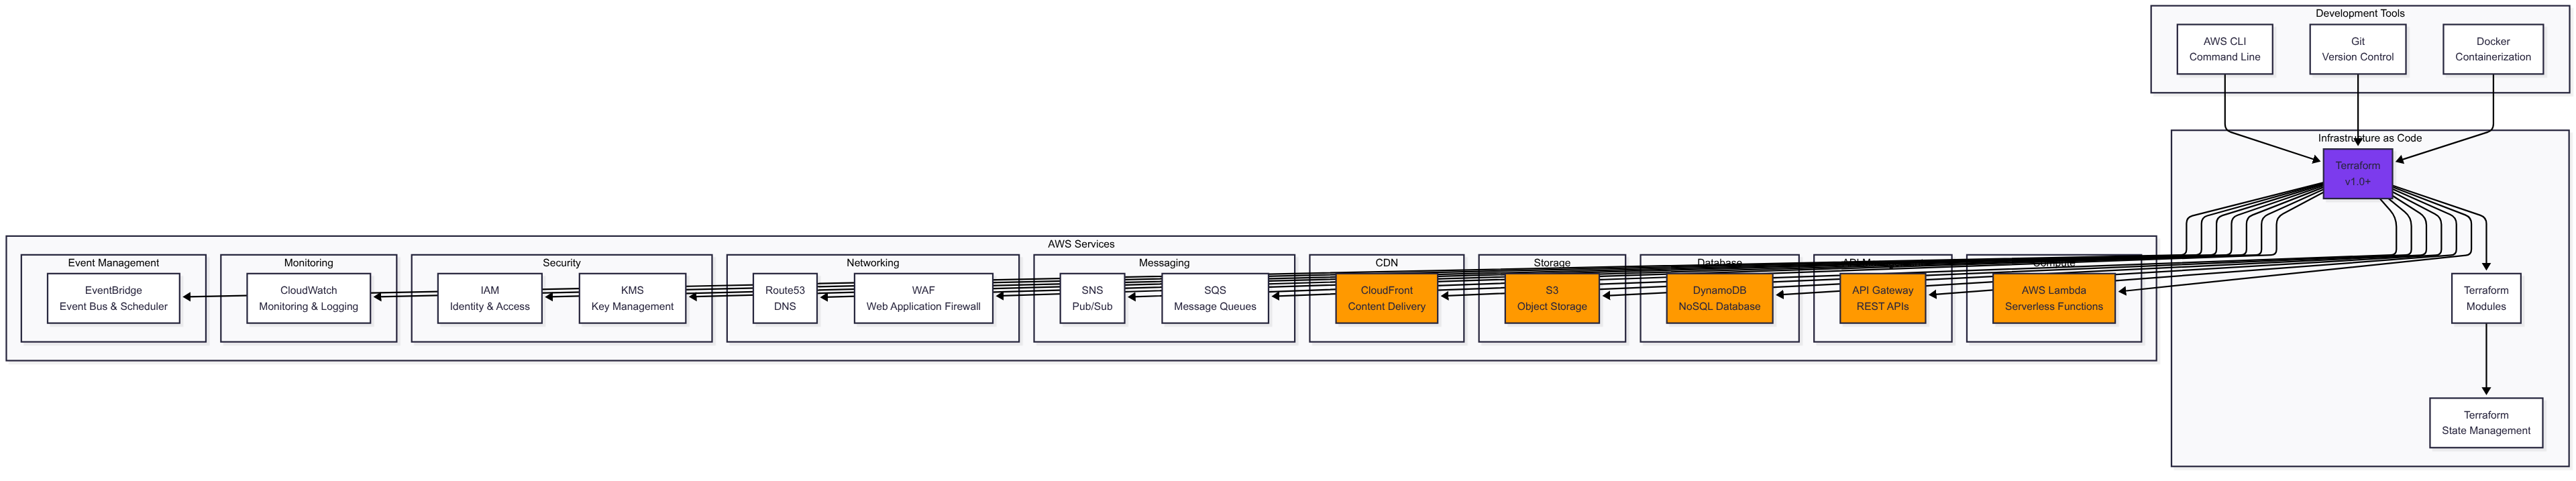 Development Tools
AWS CLI
Command Line
Git
Version Control
Docker
Containerization
Infrastructure as Code
Terraform
v1.0+
Terraform
Modules
Terraform
State Management
AWS Services
Event Management
EventBridge
Event Bus & Scheduler
Monitoring
CloudWatch
Monitoring & Logging
Security
IAM
Identity & Access
KMS
Key Management
Networking
Route53
DNS
WAF
Web Application Firewall
Messaging
SNS
Pub/Sub
SQS
Message Queues
CDN
CloudFront
Content Delivery
Storage
S3
Object Storage
Database
DynamoDB
NoSQL Database
API Gateway
REST APIs
Compute
AWS Lambda
Serverless Functions